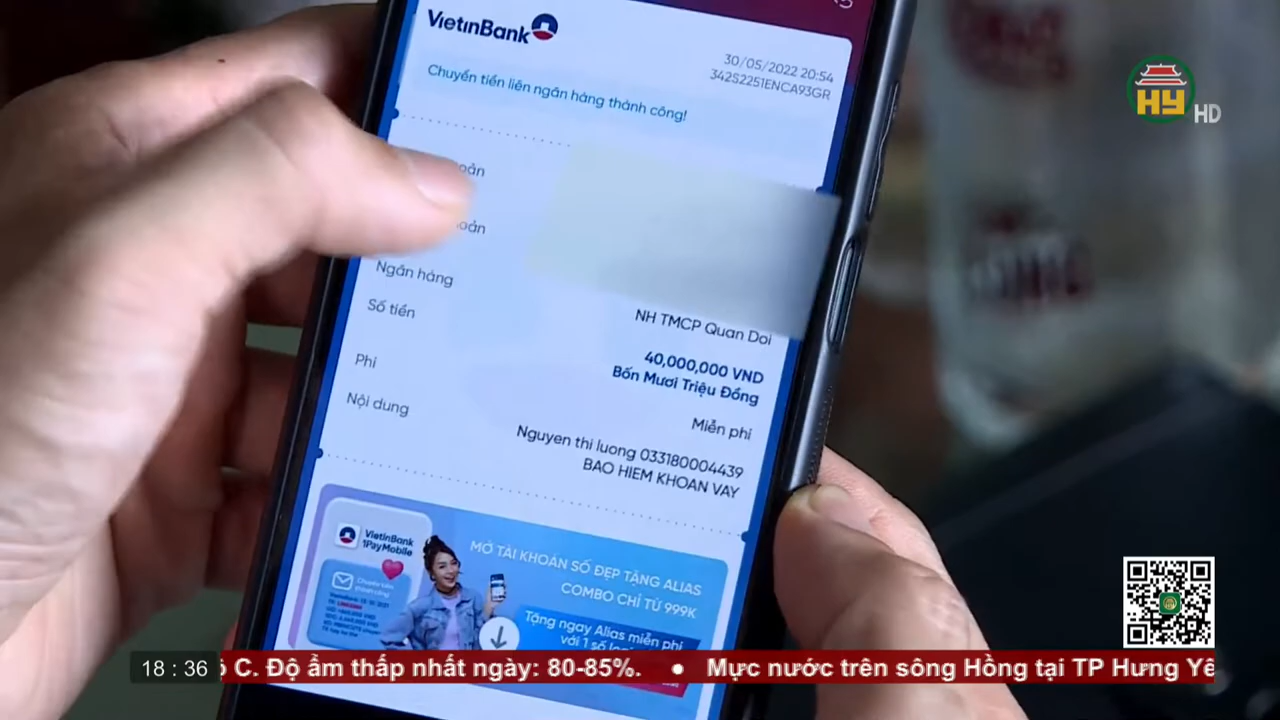 VietinBank
30/05/2022 20:54
342S2251ENCA93GR
Chuyển tiền liên ngân hàng thành công!
Ngân hàng
NH TMCP Quan Doi
Số tiền
40,000,000 VND
Bốn Mươi Triệu Đồng
Phí
Miễn phí
Nội dung
Nguyen thi luong 033180004439
BAO HIEM KHOAN VAY
VietinBank
1PayMobile
MỞ TÀI KHOẢN SỐ ĐẸP TẶNG ALIAS
COMBO CHỈ TỪ 999K
Tặng ngay Alias miễn phí
với 1 số
HY HD
18 : 36
C. Độ ẩm thấp nhất ngày: 80-85%. ● Mực nước trên sông Hồng tại TP Hưng Yê